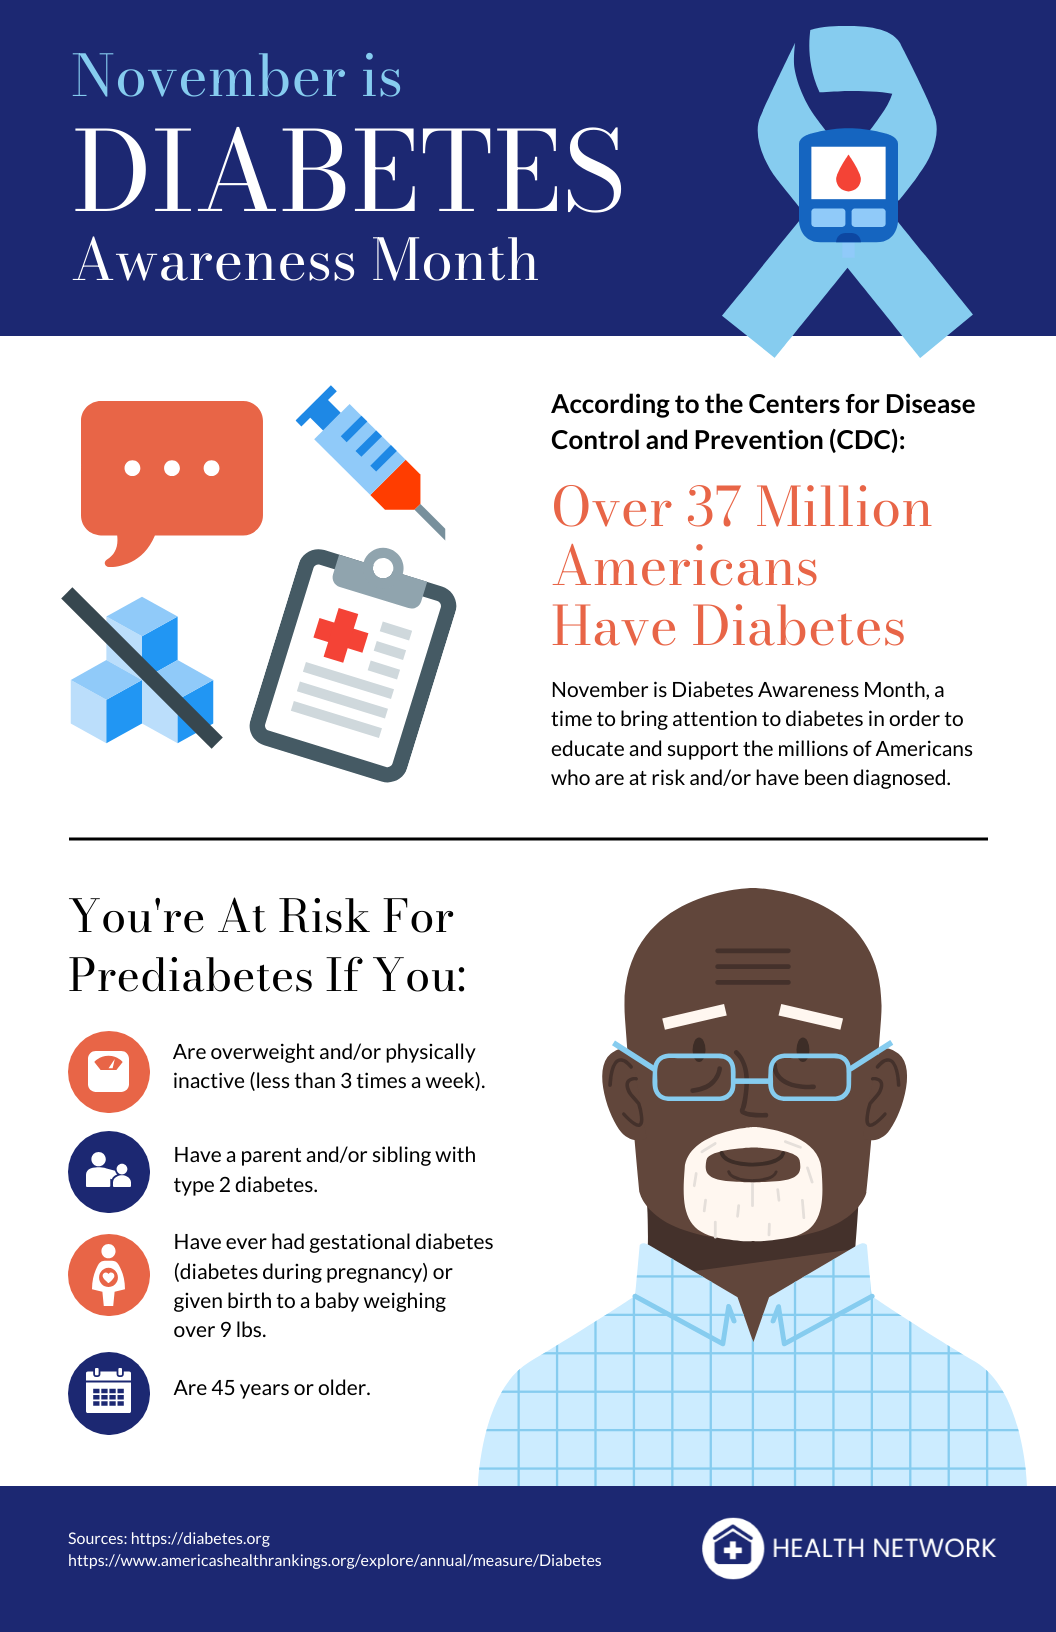 November is
DIABETES
Awareness Month
According to the Centers for Disease
Control and Prevention (CDC):
Over 37 Million
Americans
Have Diabetes
November is Diabetes Awareness Month, a
time to bring attention to diabetes in order to
educate and support the millions of Americans
who are at risk and/or have been diagnosed.
You're At Risk For
Prediabetes If You:
Are overweight and/or physically
inactive (less than 3 times a week).
Have a parent and/or sibling with
type 2 diabetes.
Have ever had gestational diabetes
(diabetes during pregnancy) or
given birth to a baby weighing
over 9 lbs.
Are 45 years or older.
Sources: https://diabetes.org
https://www.americashealthrankings.org/explore/annual/measure/Diabetes
HEALTH NETWORK